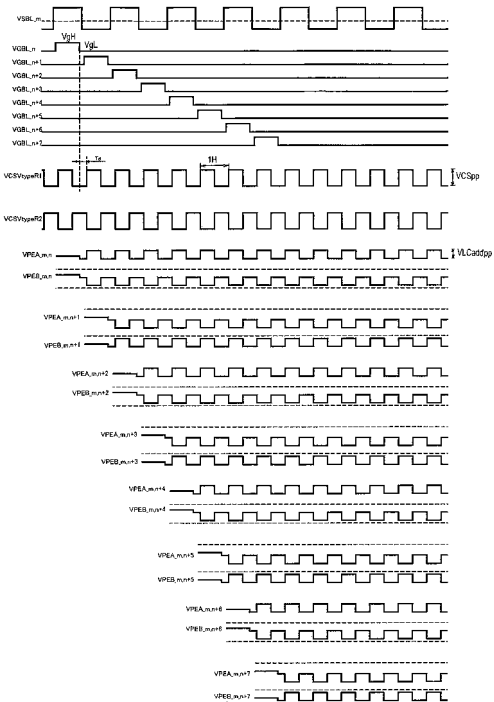 VSBL_m
VgH
VGBL_n
VgL
VGBL_n+1
VGBL_n+2
VGBL_n+3
VGBL_n+4
VGBL_n+5
VGBL_n+6
VGBL_n+7
Td
1H
VCSVtypeR1
VCSpp
VCSVtypeR2
VPEA_m,n
VLCaddpp
VPEB_m,n
VPEA_m,n+1
VPEB_m,n+1
VPEA_m,n+2
VPEB_m,n+2
VPEA_m,n+3
VPEB_m,n+3
VPEA_m,n+4
VPEB_m,n+4
VPEA_m,n+5
VPEB_m,n+5
VPEA_m,n+6
VPEB_m,n+6
VPEA_m,n+7
VPEB_m,n+7